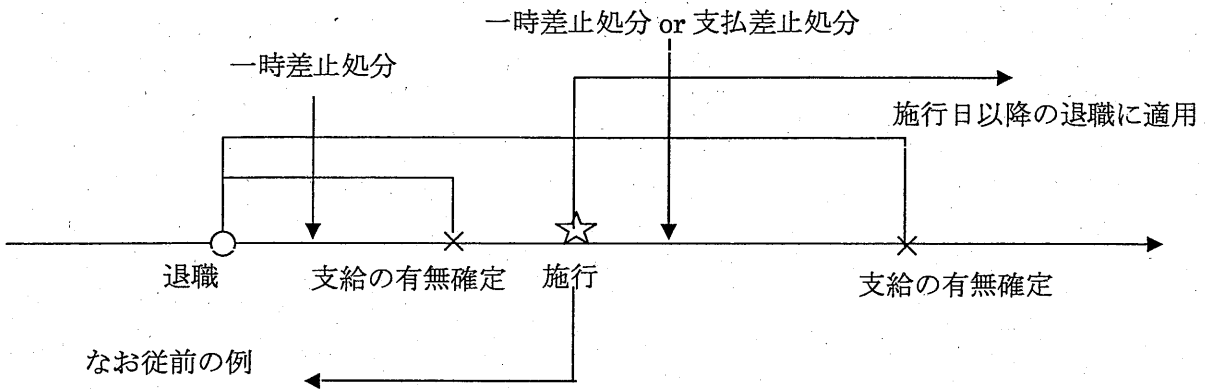 一時差止処分 or 支払差止処分
一時差止処分
施行日以降の退職に適用
退職
支給の有無確定
施行
支給の有無確定
なお従前の例